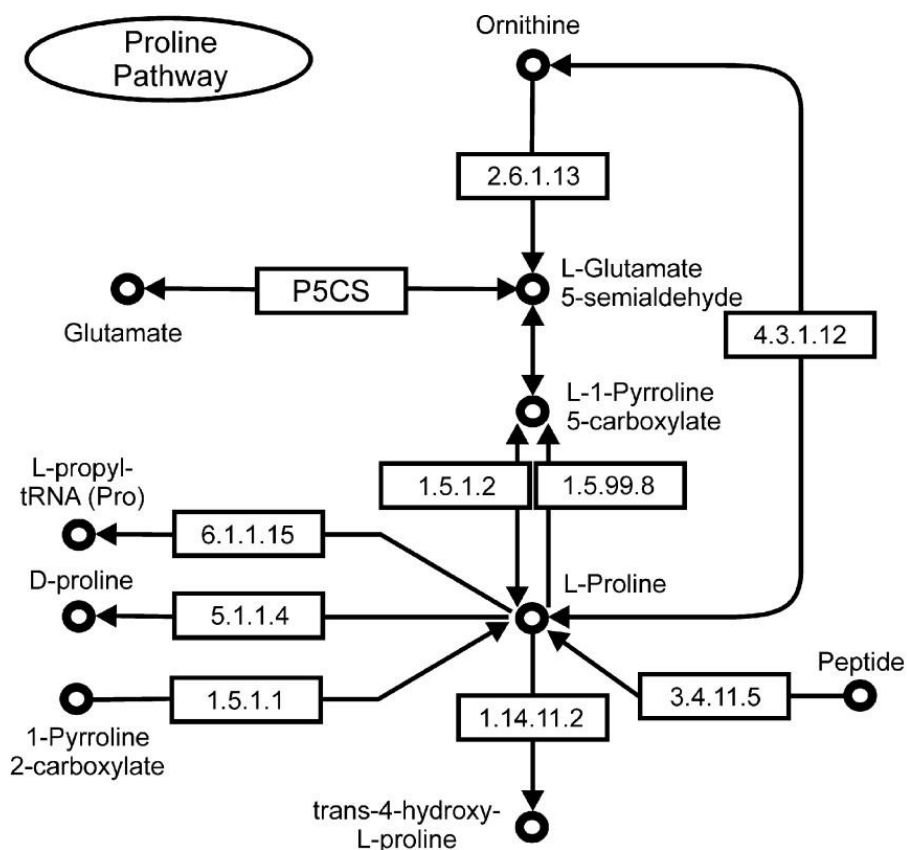 Proline
Pathway
Ornithine
2.6.1.13
P5CS
Glutamate
L-Glutamate
5-semialdehyde
4.3.1.12
L-1-Pyrroline
5-carboxylate
1.5.1.2
1.5.99.8
L-propyl-
tRNA (Pro)
6.1.1.15
D-proline
5.1.1.4
L-Proline
1.5.1.1
1-Pyrroline
2-carboxylate
1.14.11.2
3.4.11.5
Peptide
trans-4-hydroxy-
L-proline